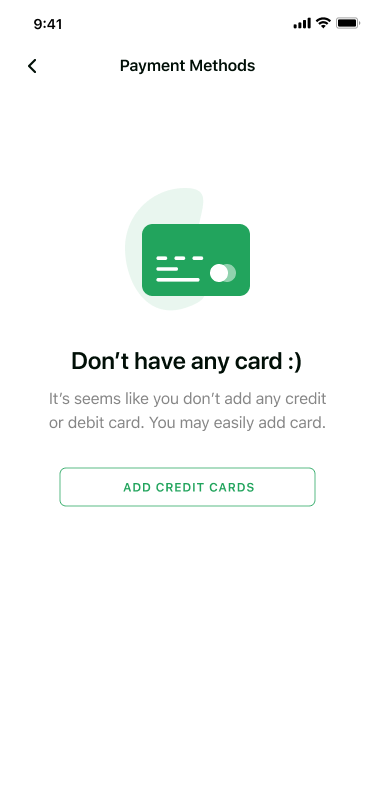 9:41
Payment Methods
Don’t have any card :)
It’s seems like you don’t add any credit
or debit card. You may easily add card.
ADD CREDIT CARDS